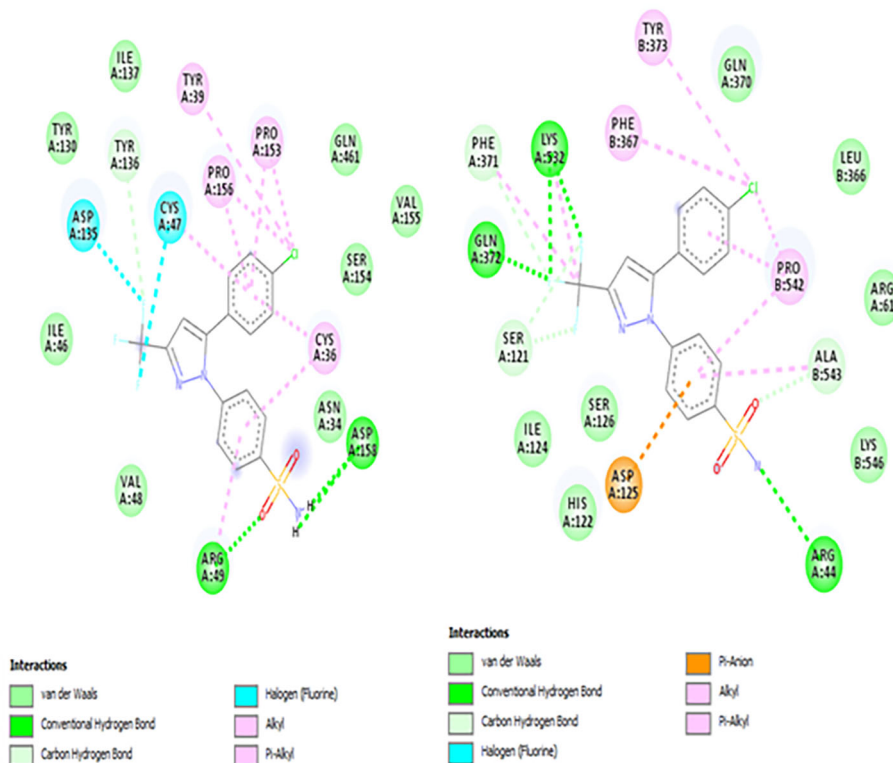 ILE
A:137
TYR
A:39
TYR
A:130
TYR
A:136
PRO
A:153
GLN
A:461
PRO
A:156
ASP
A:135
CYS
A:47
VAL
A:155
Cl
SER
A:154
ILE
A:46
CYS
A:36
N
N
ASN
A:34
ASP
A:158
VAL
A:48
O
S
O
N
H
H
ARG
A:49
Interactions
van der Waals
Conventional Hydrogen Bond
Carbon Hydrogen Bond
Halogen (Fluorine)
Alkyl
Pi-Alkyl
TYR
B:373
GLN
B:370
PHE
B:371
LYS
B:532
PHE
B:367
LEU
B:366
Cl
GLN
B:372
PRO
B:542
ARG
A:61
SER
A:121
N
N
ALA
B:543
SER
A:126
ILE
A:124
O
S
O
N
LYS
B:546
ASP
A:125
HIS
A:122
ARG
A:44
Interactions
van der Waals
Conventional Hydrogen Bond
Carbon Hydrogen Bond
Halogen (Fluorine)
Pi-Anion
Alkyl
Pi-Alkyl